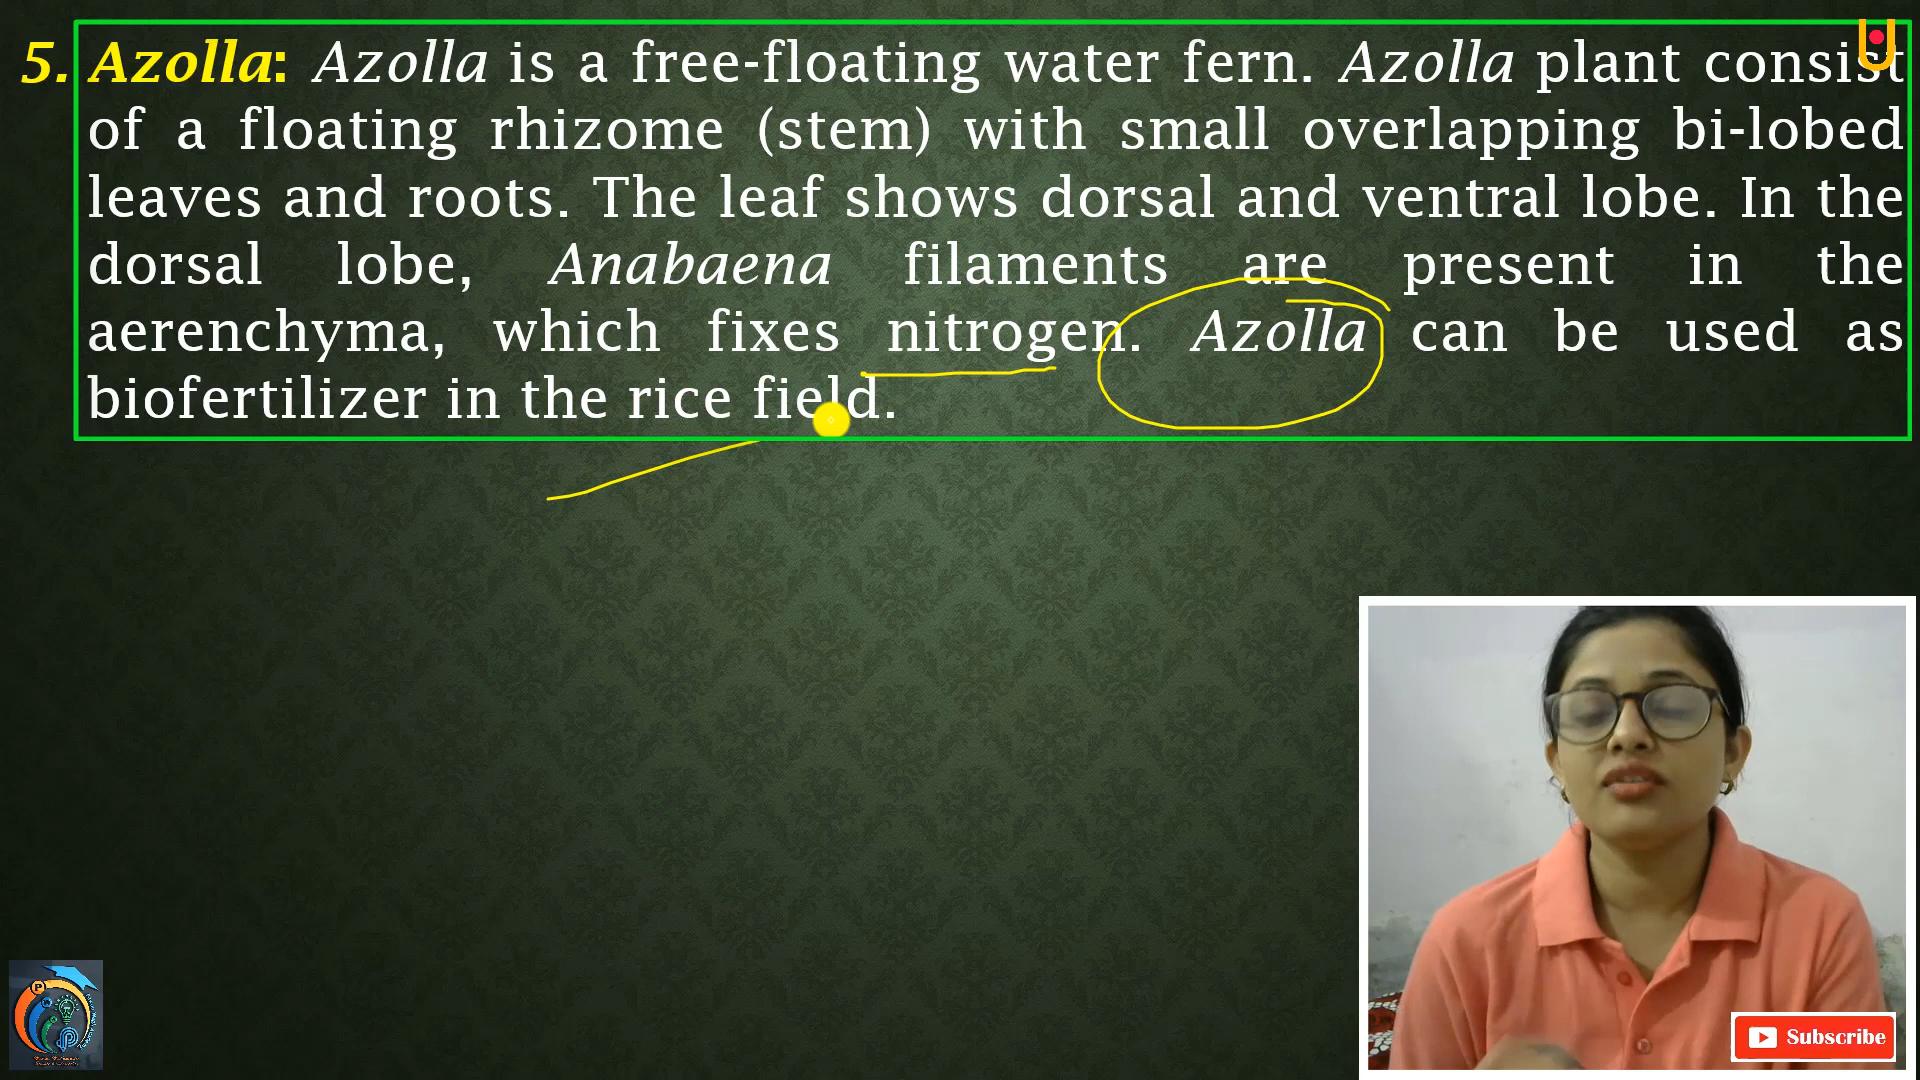 5. Azolla: Azolla is a free-floating water fern. Azolla plant consist
of a floating rhizome (stem) with small overlapping bi-lobed
leaves and roots. The leaf shows dorsal and ventral lobe. In the
dorsal lobe, Anabaena filaments are present in the
aerenchyma, which fixes nitrogen. Azolla can be used as
biofertilizer in the rice field.
Subscribe